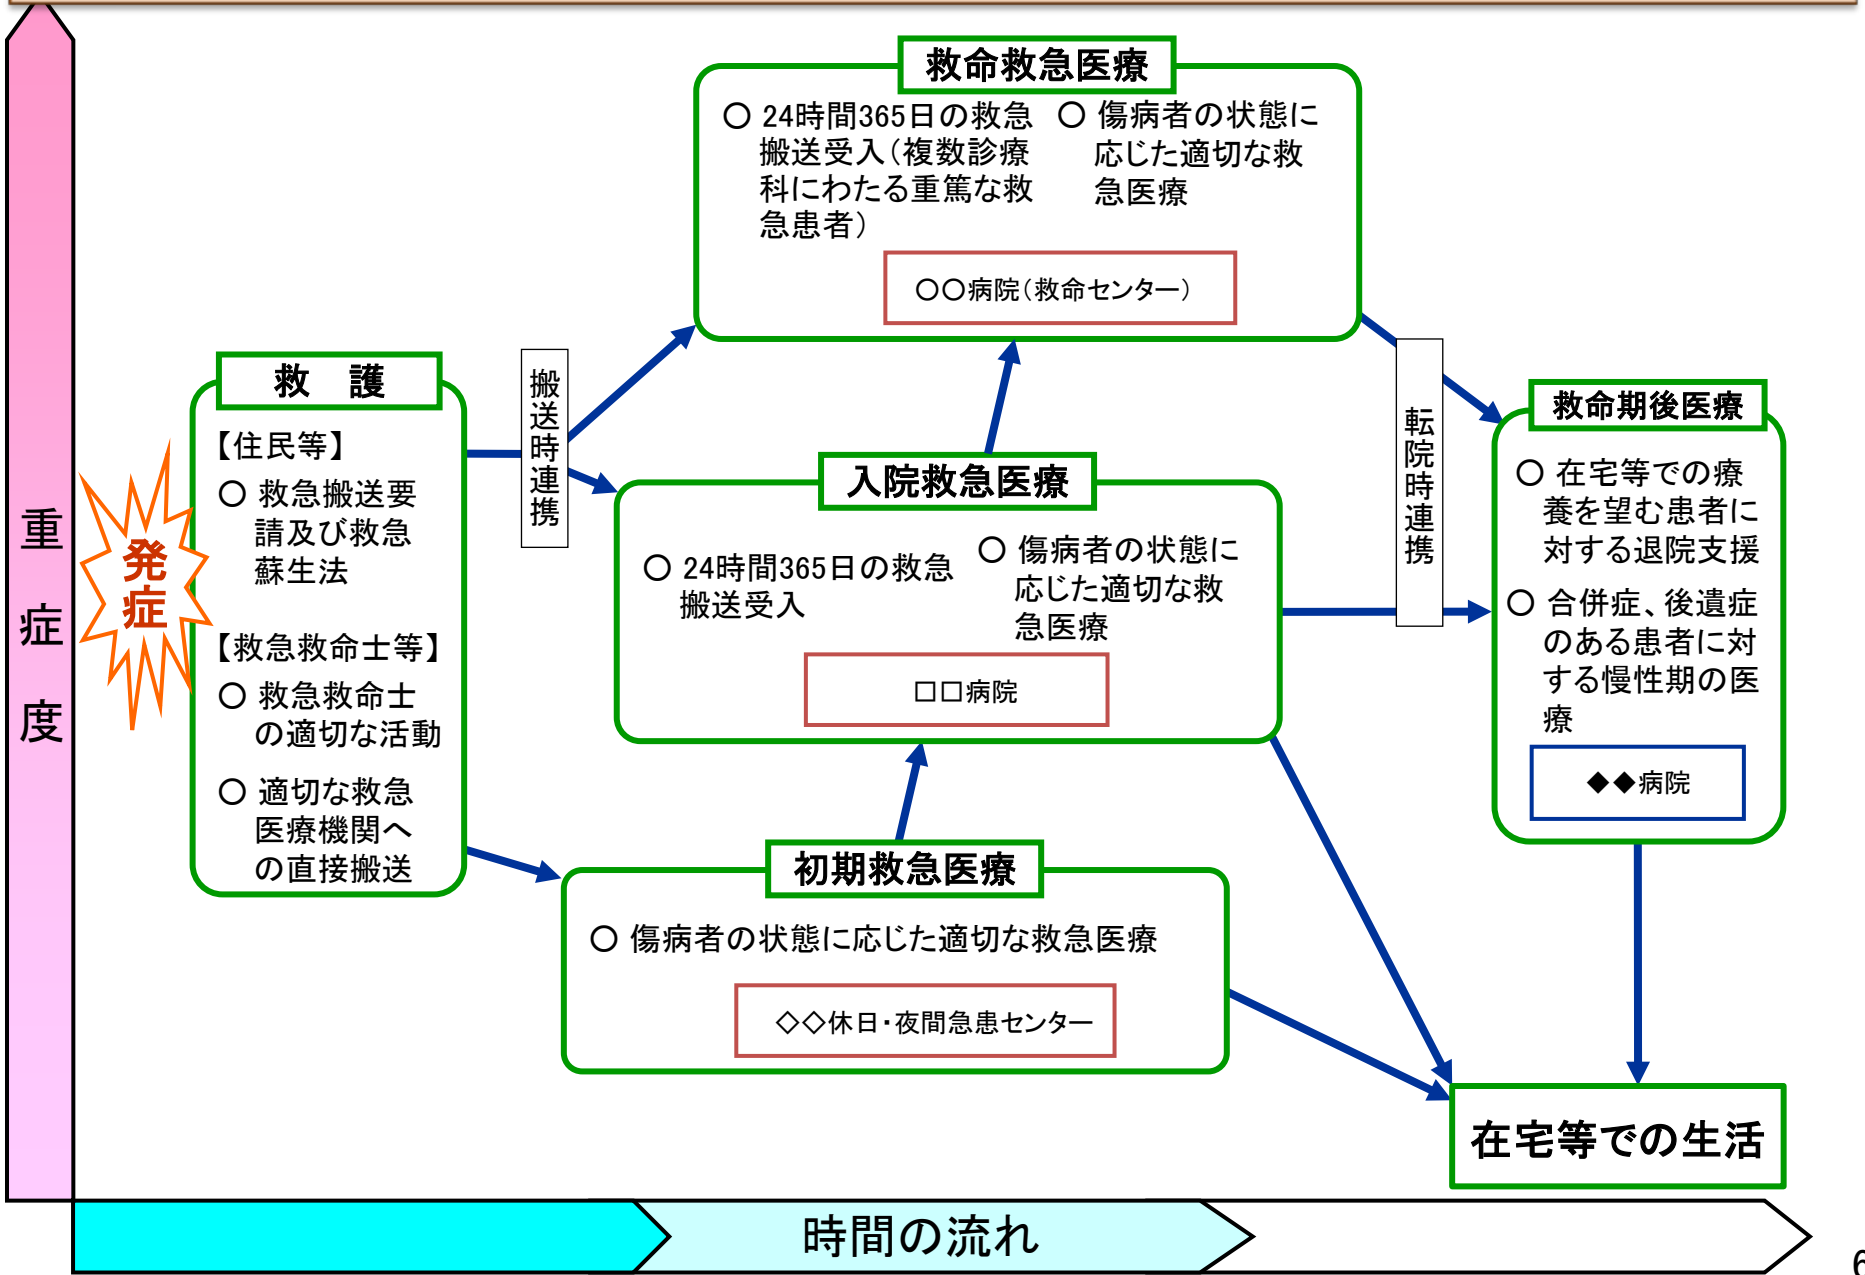 救命救急医療
○ 24時間365日の救急
搬送受入（複数診療
科にわたる重篤な救
急患者）
○ 傷病者の状態に
応じた適切な救
急医療
○○病院（救命センター）
救　護
【住民等】
○ 救急搬送要
請及び救急
蘇生法
【救急救命士等】
○ 救急救命士
の適切な活動
○ 適切な救急
医療機関へ
の直接搬送
発
症
重
症
度
搬送時連携
入院救急医療
○ 24時間365日の救急
搬送受入
○ 傷病者の状態に
応じた適切な救
急医療
□□病院
初期救急医療
○ 傷病者の状態に応じた適切な救急医療
◇◇休日・夜間急患センター
転院時連携
救命期後医療
○ 在宅等での療
養を望む患者に
対する退院支援
○ 合併症、後遺症
のある患者に対
する慢性期の医
療
◆◆病院
在宅等での生活
時間の流れ
6